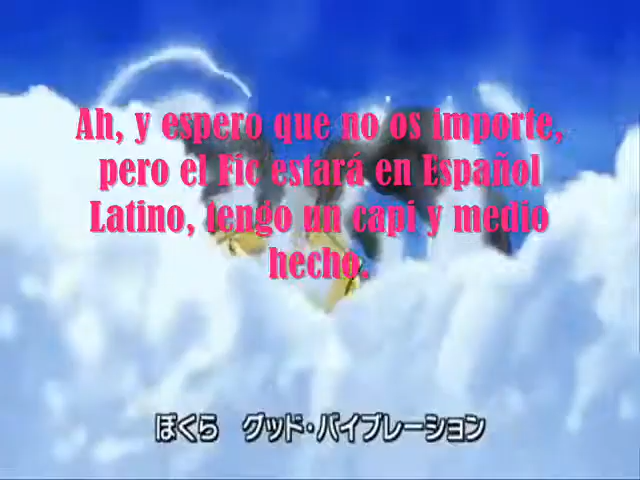 Ah, y espero que no os importe,
pero el Fic estará en Español
Latino, tengo un capi y medio
hecho.
ぼくら グッド・バイブレーション